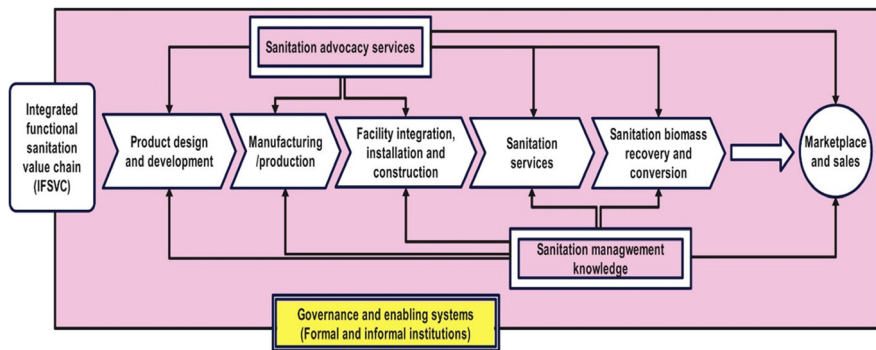 Sanitation advocacy services
Integrated
functional
sanitation
value chain
(IFSVC)
Product design
and development
Manufacturing
/production
Facility integration,
installation and
construction
Sanitation
services
Sanitation biomass
recovery and
conversion
Marketplace
and sales
Sanitation managwement
knowledge
Governance and enabling systems
(Formal and informal institutions)